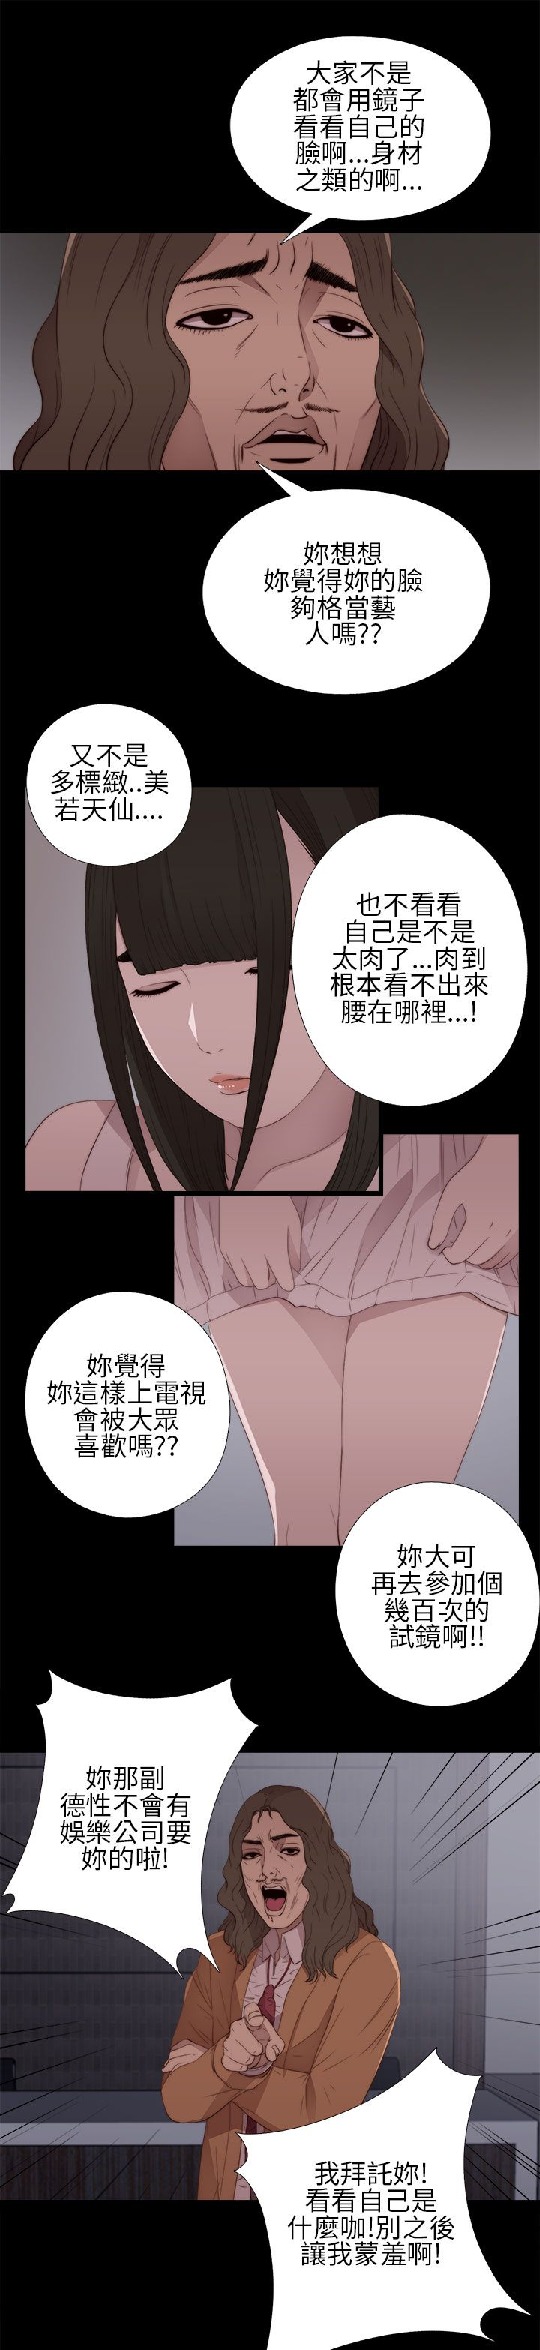 大家不是
都會用鏡子
看看自己的
臉啊...身材
之類的啊...
妳想想
妳覺得妳的臉
夠格當藝
人嗎??
又不是
多標緻..美
若天仙....
也不看看
自己是不是
太肉了...肉到
根本看不出來
腰在哪裡...!
妳覺得
妳這樣上電視
會被大眾
喜歡嗎??
妳大可
再去參加個
幾百次的
試鏡啊!!
妳那副
德性不會有
娛樂公司要
妳的啦!
我拜託妳!
看看自己是
什麼咖!別之後
讓我蒙羞啊!